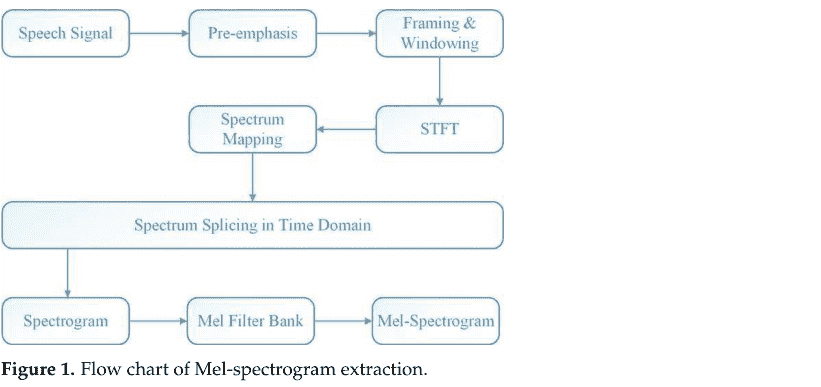 Speech Signal
Pre-emphasis
Framing &
Windowing
Spectrum
Mapping
STFT
Spectrum Splicing in Time Domain
Spectrogram
Mel Filter Bank
Mel-Spectrogram
Figure 1. Flow chart of Mel-spectrogram extraction.